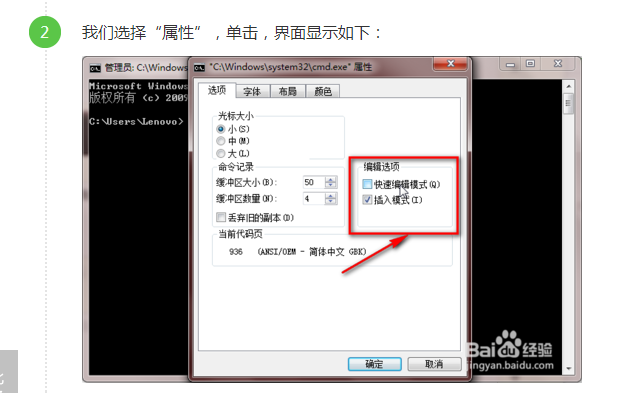 2 我们选择“属性”，单击，界面显示如下：
管理员: C:\Windows
"C:\Windows\system32\cmd.exe" 属性
Microsoft Windows
版权所有 (c) 2009
C:\Users\Lenovo>
选项 字体 布局 颜色
光标大小
小(S)
中(M)
大(L)
命令记录
缓冲区大小(B): 50
缓冲区数量(N): 4
丢弃旧的副本(D)
编辑选项
快速编辑模式(Q)
插入模式(I)
当前代码页
936 (ANSI/OEM - 简体中文 GBK)
确定 取消
Bai du 经验
jingyan.baidu.com